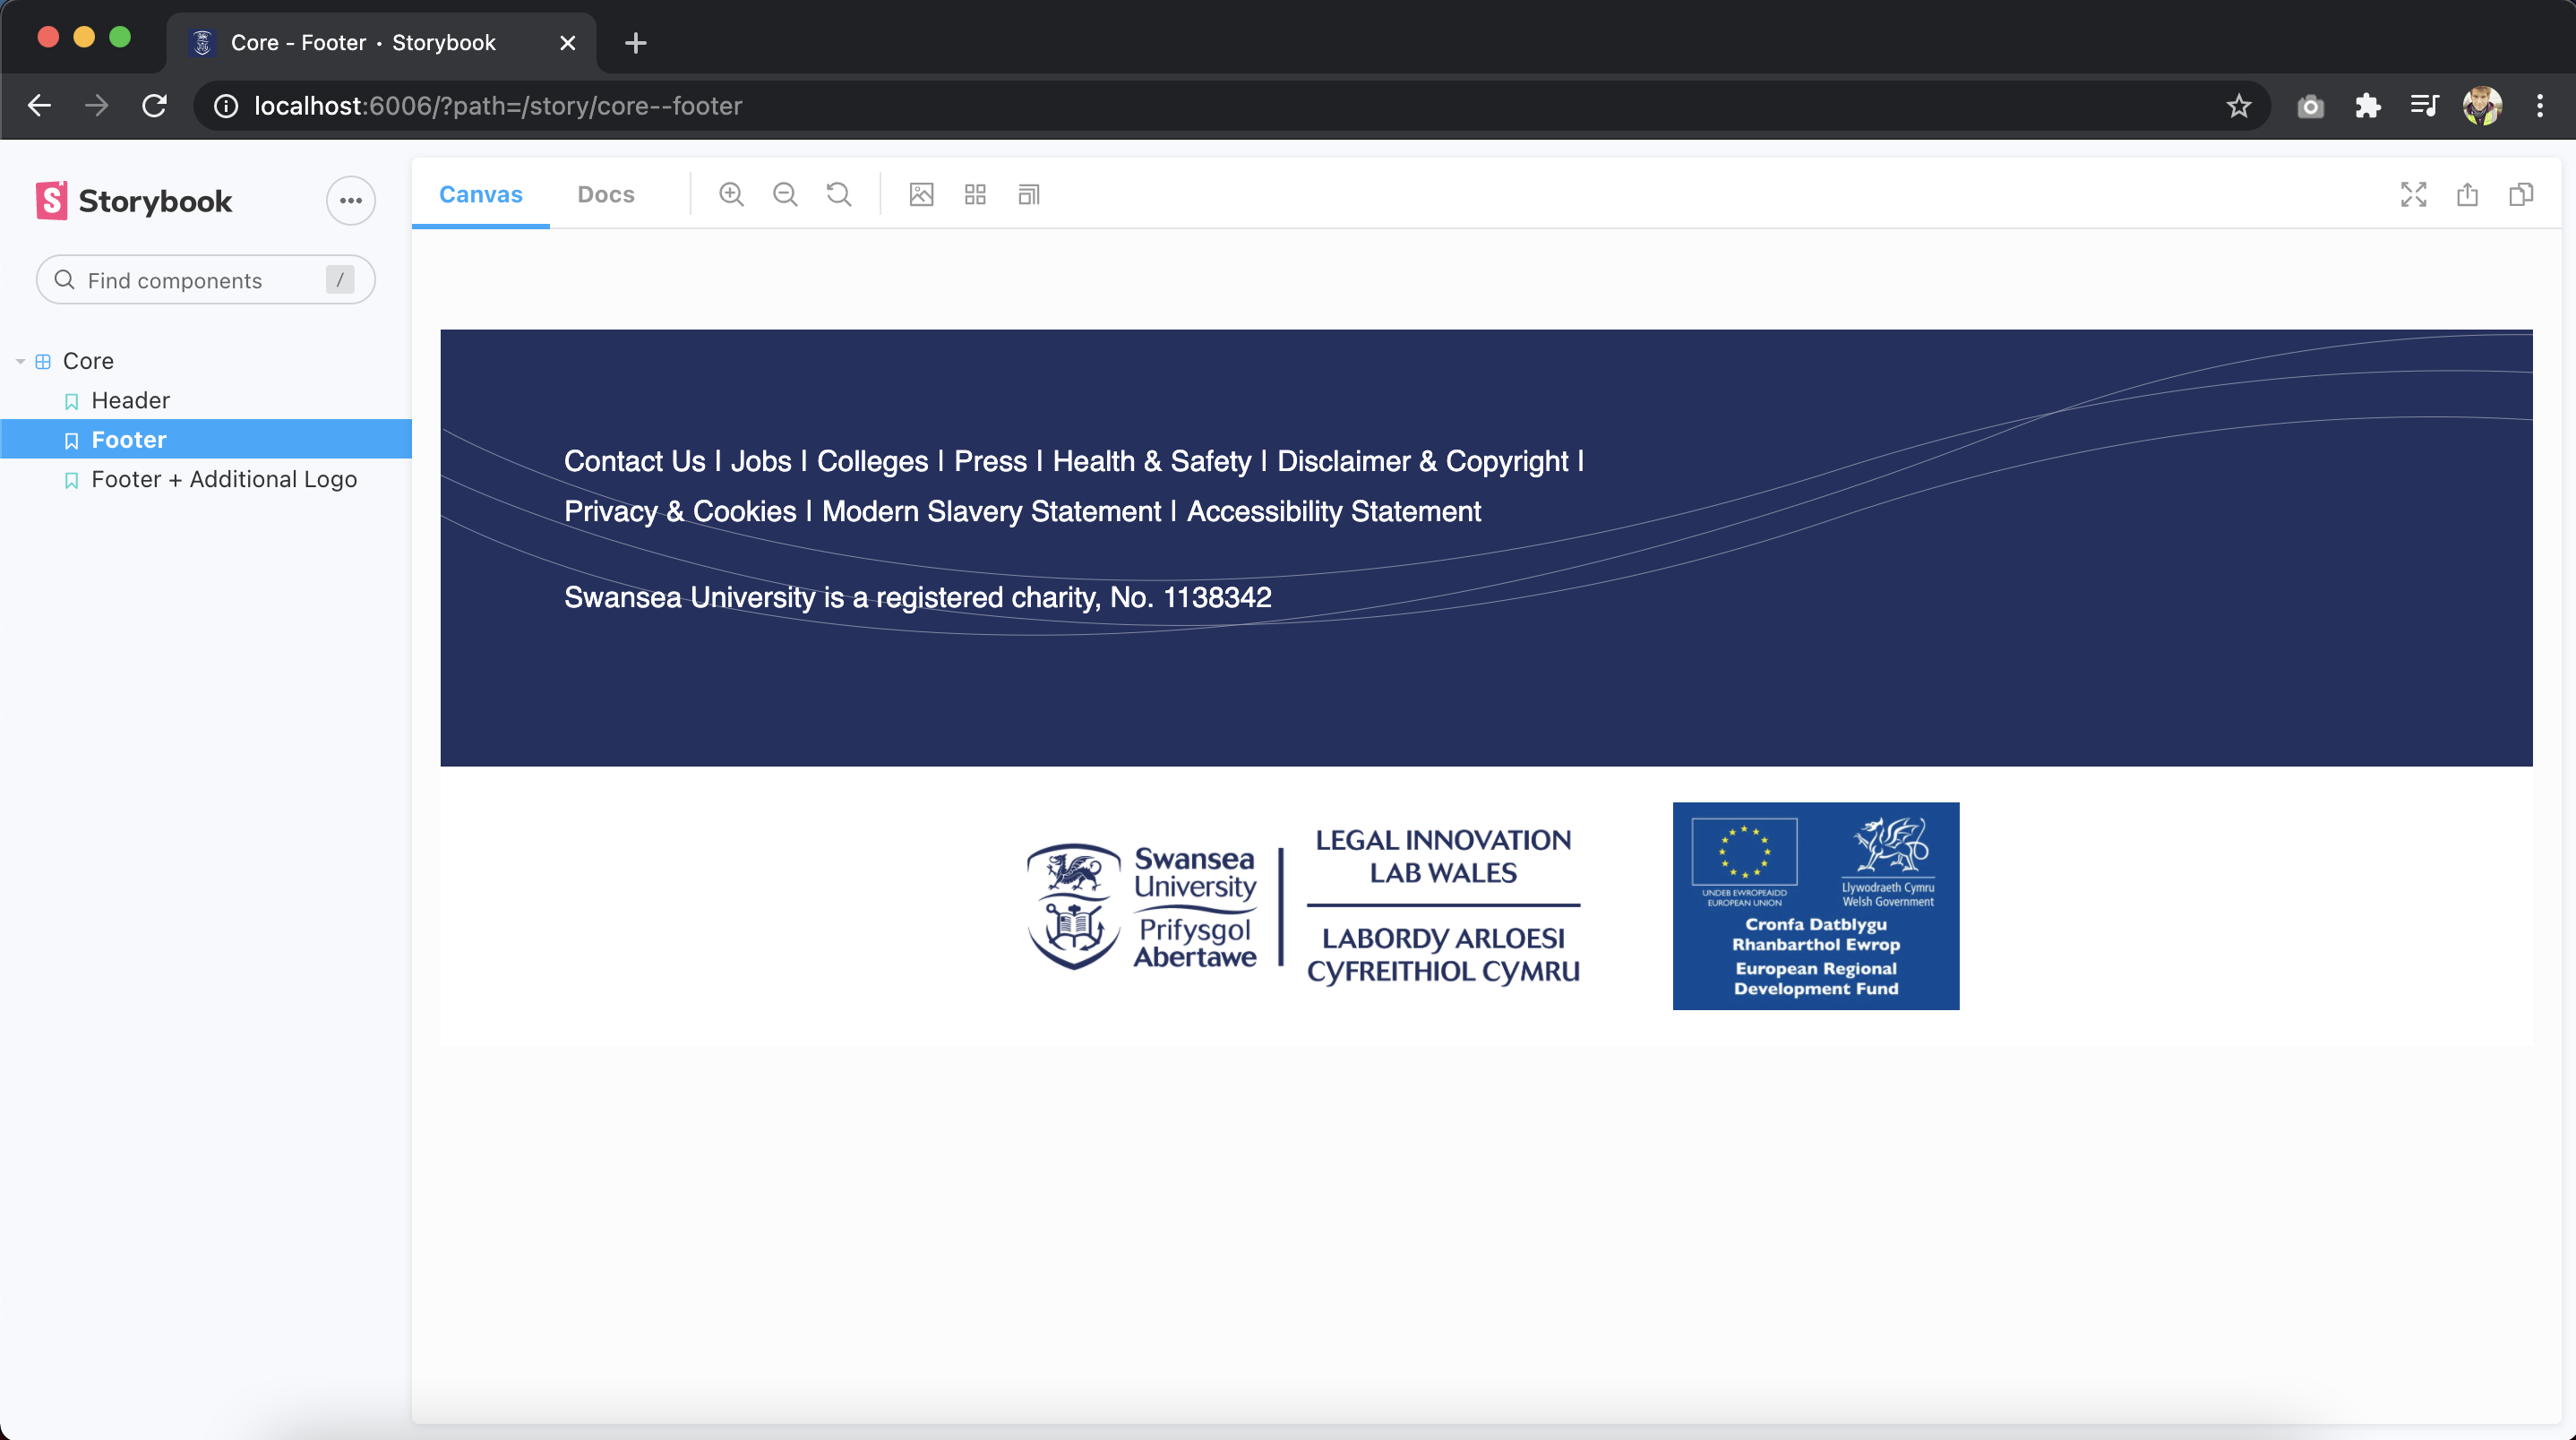 Core - Footer • Storybook
localhost:6006/?path=/story/core--footer
Storybook
Find components
/
Core
Header
Footer
Footer + Additional Logo
Canvas
Docs
Contact Us | Jobs | Colleges | Press | Health & Safety | Disclaimer & Copyright |
Privacy & Cookies | Modern Slavery Statement | Accessibility Statement
Swansea University is a registered charity, No. 1138342
Swansea
University
Prifysgol
Abertawe
LEGAL INNOVATION
LAB WALES
LABORDY ARLOESI
CYFREITHIOL CYMRU
UNDEB EWROPEAIDD
EUROPEAN UNION
Llywodraeth Cymru
Welsh Government
Cronfa Datblygu
Rhanbarthol Ewrop
European Regional
Development Fund